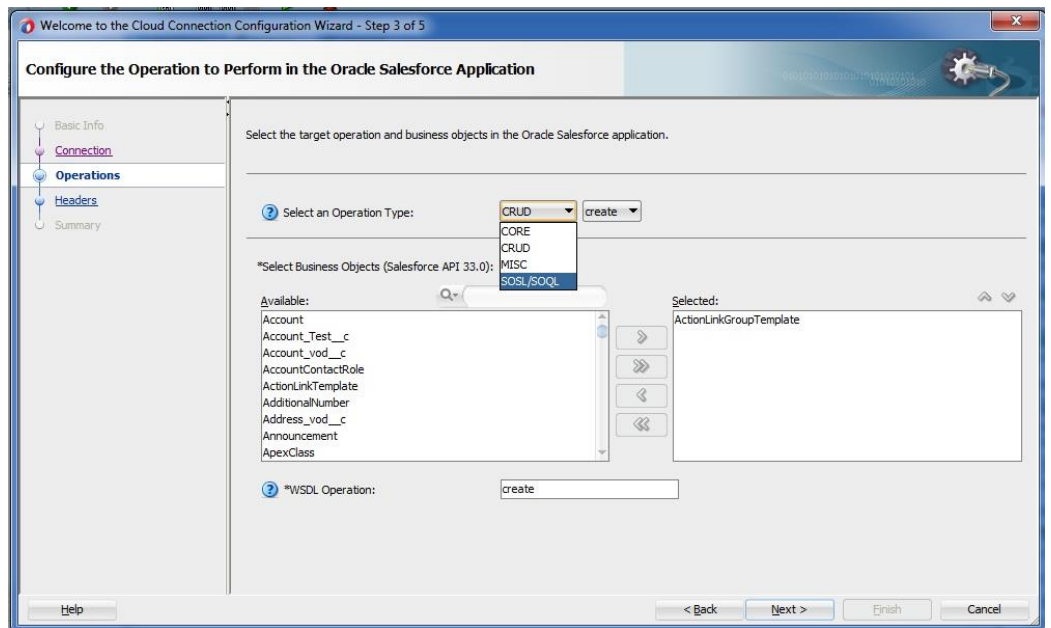 Welcome to the Cloud Connection Configuration Wizard - Step 3 of 5
Configure the Operation to Perform in the Oracle Salesforce Application
Basic Info
Connection
Operations
Headers
Summary
Select the target operation and business objects in the Oracle Salesforce application.
Select an Operation Type: CRUD create
CORE
CRUD
MISC
SOSL/SOQL
*Select Business Objects (Salesforce API 33.0):
Available:
Account
Account_Test__c
Account_vod__c
AccountContactRole
ActionLinkTemplate
AdditionalNumber
Address_vod__c
Announcement
ApexClass
Selected:
ActionLinkGroupTemplate
*WSDL Operation: create
Help < Back Next > Finish Cancel